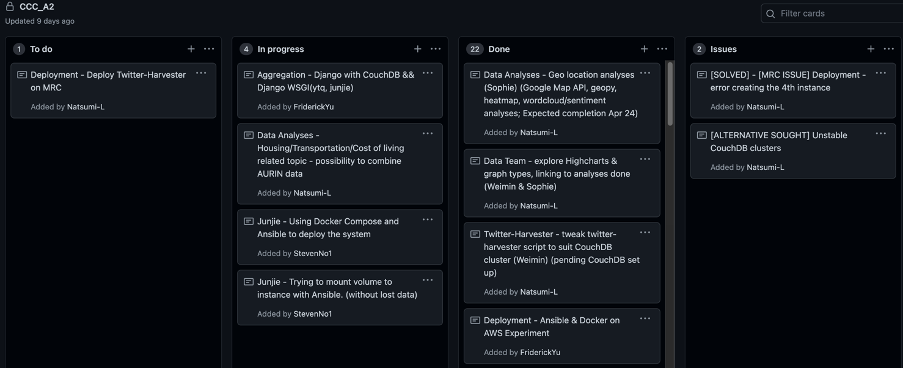 CCC_A2
Updated 9 days ago
Filter cards
1 To do
Deployment - Deploy Twitter-Harvester
on MRC
Added by Natsumi-L
4 In progress
Aggregation - Django with CouchDB &&
Django WSGI(ytq, junjie)
Added by FriderickYu
Data Analyses -
Housing/Transportation/Cost of living
related topic - possibility to combine
AURIN data
Added by Natsumi-L
Junjie - Using Docker Compose and
Ansible to deploy the system
Added by StevenNo1
Junjie - Trying to mount volume to
instance with Ansible. (without lost data)
Added by StevenNo1
22 Done
Data Analyses - Geo location analyses
(Sophie) (Google Map API, geopy,
heatmap, wordcloud/sentiment
analyses; Expected completion Apr 24)
Added by Natsumi-L
Data Team - explore Highcharts &
graph types, linking to analyses done
(Weimin & Sophie)
Added by Natsumi-L
Twitter-Harvester - tweak twitter-
harvester script to suit CouchDB
cluster (Weimin) (pending CouchDB set
up)
Added by Natsumi-L
Deployment - Ansible & Docker on
AWS Experiment
Added by FriderickYu
2 Issues
[SOLVED] - [MRC ISSUE] Deployment -
error creating the 4th instance
Added by Natsumi-L
[ALTERNATIVE SOUGHT] Unstable
CouchDB clusters
Added by Natsumi-L